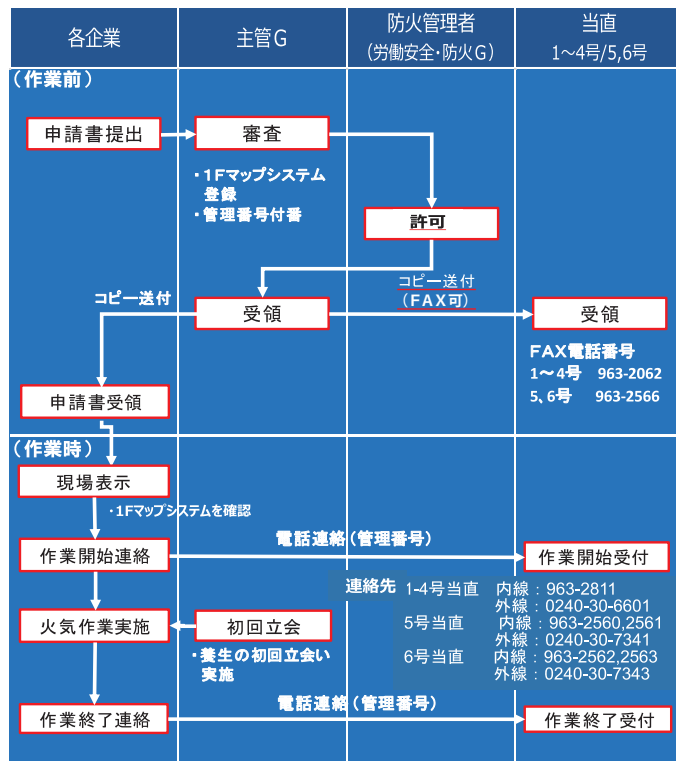 各企業
主管G
防火管理者
(労働安全・防火G)
当直
1～4号/5,6号
(作業前)
申請書提出
審査
・1Fマップシステム
登録
・管理番号付番
許可
コピー送付
コピー送付
(FAX可)
受領
受領
FAX電話番号
1～4号 963-2062
5、6号 963-2566
申請書受領
(作業時)
現場表示
・1Fマップシステムを確認
作業開始連絡
電話連絡(管理番号)
作業開始受付
連絡先 1-4号当直 内線：963-2811
外線：0240-30-6601
5号当直 内線：963-2560,2561
外線：0240-30-7341
6号当直 内線：963-2562,2563
外線：0240-30-7343
火気作業実施
初回立会
・養生の初回立会い
実施
作業終了連絡
電話連絡(管理番号)
作業終了受付